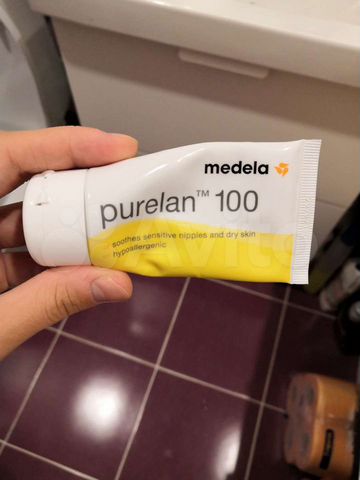 medela
purelan™ 100
soothes sensitive nipples and dry skin
hypoallergenic